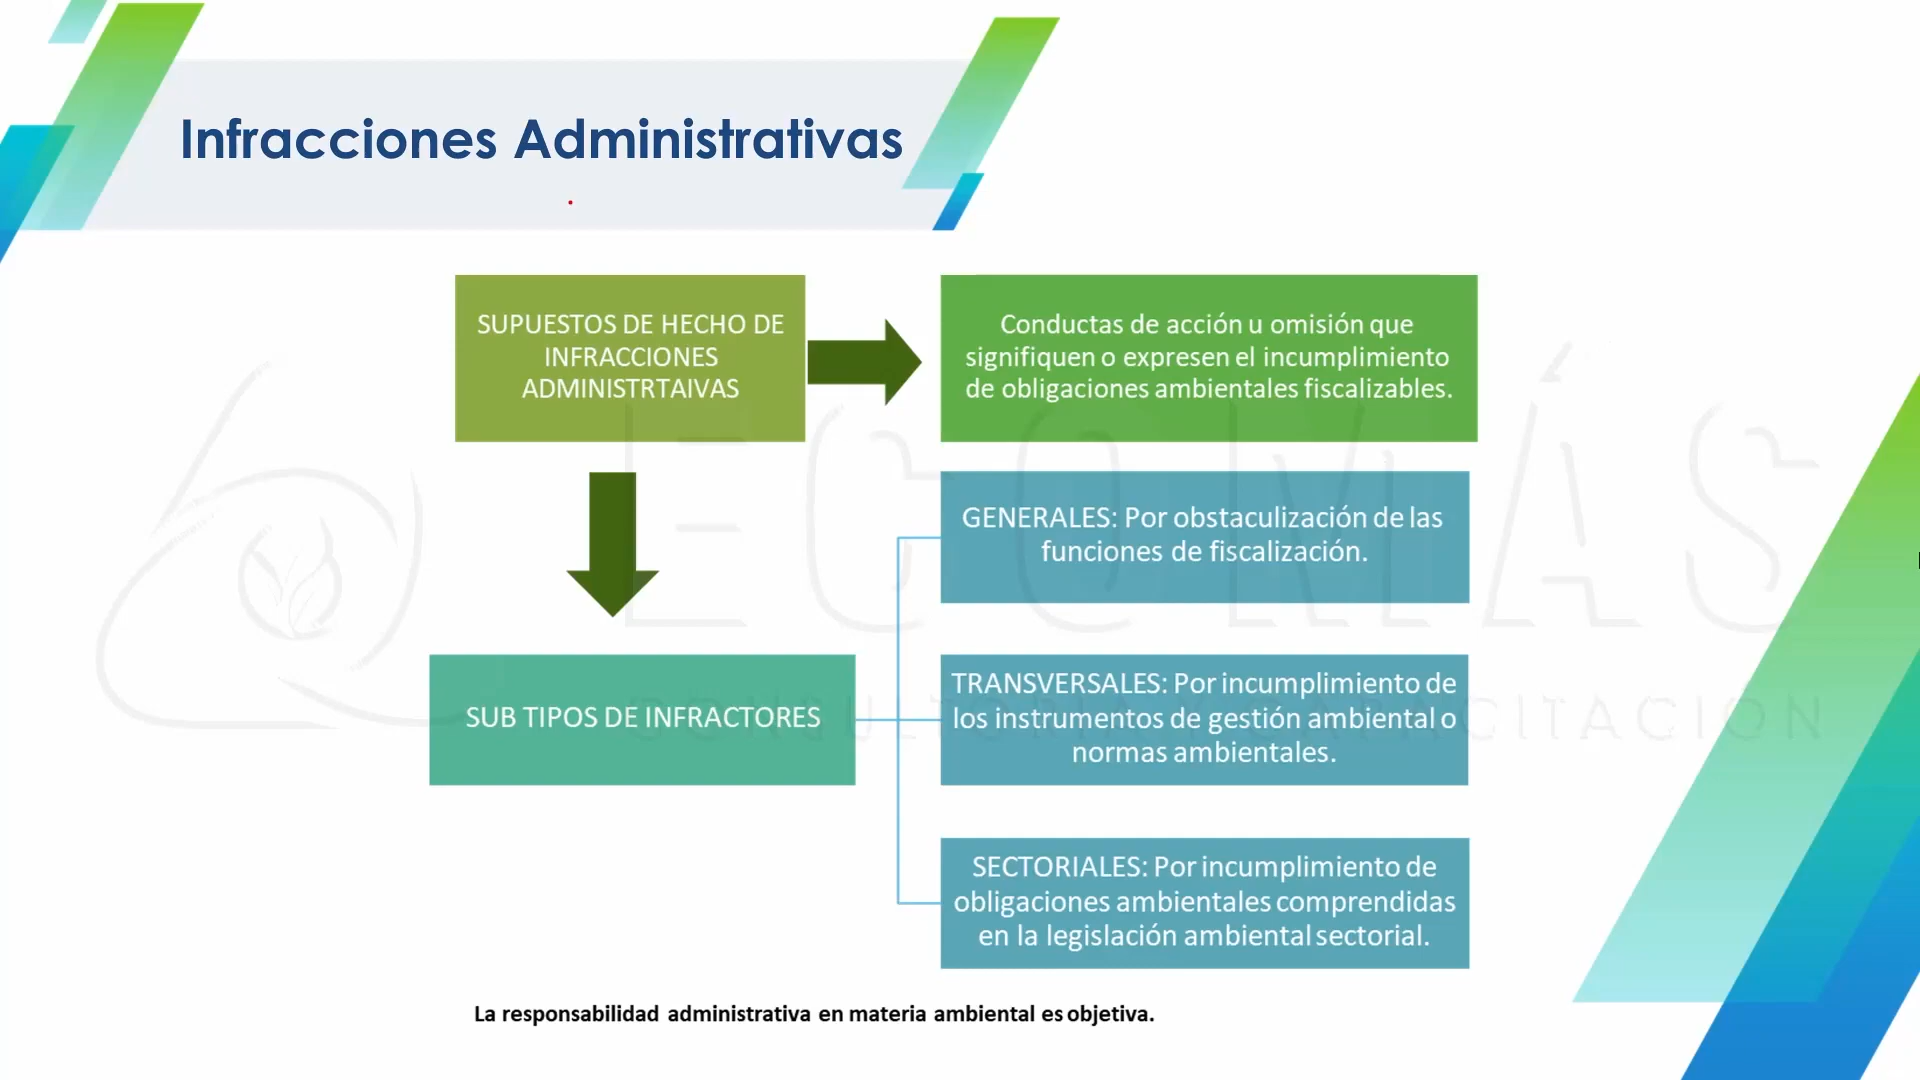 Infracciones Administrativas
SUPUESTOS DE HECHO DE
INFRACCIONES
ADMINISTRTAIVAS
Conductas de acción u omisión que
signifiquen o expresen el incumplimiento
de obligaciones ambientales fiscalizables.
GENERALES: Por obstaculización de las
funciones de fiscalización.
SUB TIPOS DE INFRACTORES
TRANSVERSALES: Por incumplimiento de
los instrumentos de gestión ambiental o
normas ambientales.
SECTORIALES: Por incumplimiento de
obligaciones ambientales comprendidas
en la legislación ambiental sectorial.
La responsabilidad administrativa en materia ambiental es objetiva.
ECOMÁS
CONSULTORIA Y CAPACITACION